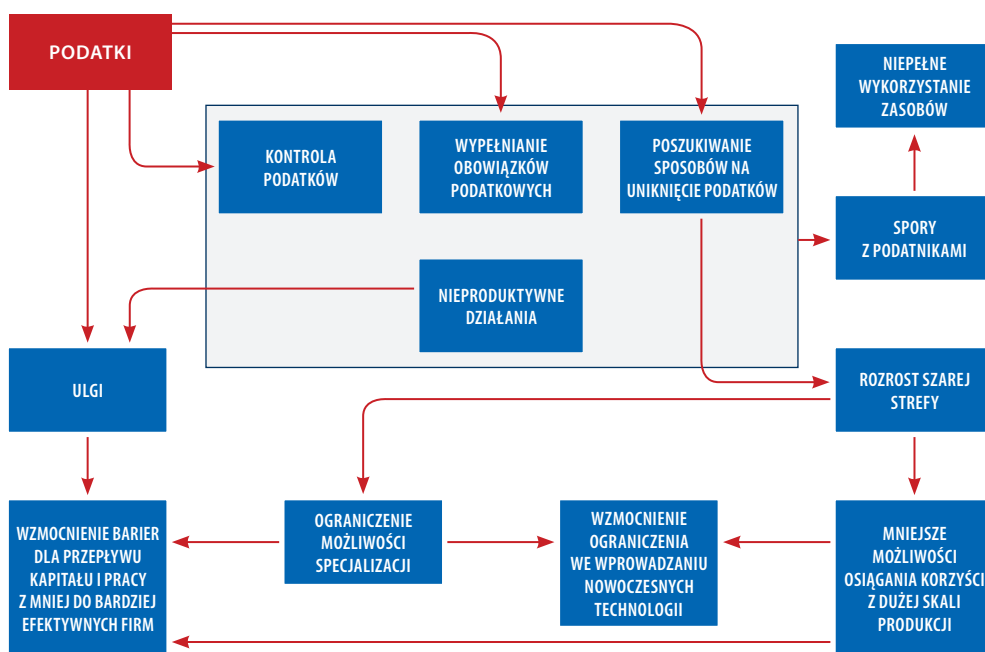 PODATKI
NIEPEŁNE
WYKORZYSTANIE
ZASOBÓW
KONTROLA
PODATKÓW
WYPEŁNIANIE
OBOWIĄZKÓW
PODATKOWYCH
POSZUKIWANIE
SPOSOBÓW NA
UNIKNIĘCIE PODATKÓW
SPORY
Z PODATNIKAMI
NIEPRODUKTYWNE
DZIAŁANIA
ULGI
ROZROST SZAREJ
STREFY
WZMOCNIENIE BARIER
DLA PRZEPŁYWU
KAPITAŁU I PRACY
Z MNIEJ DO BARDZIEJ
EFEKTYWNYCH FIRM
OGRANICZENIE
MOŻLIWOŚCI
SPECJALIZACJI
WZMOCNIENIE
OGRANICZENIA
WE WPROWADZANIU
NOWOCZESNYCH
TECHNOLOGII
MNIEJSZE
MOŻLIWOŚCI
OSIĄGANIA KORZYŚCI
Z DUŻEJ SKALI
PRODUKCJI